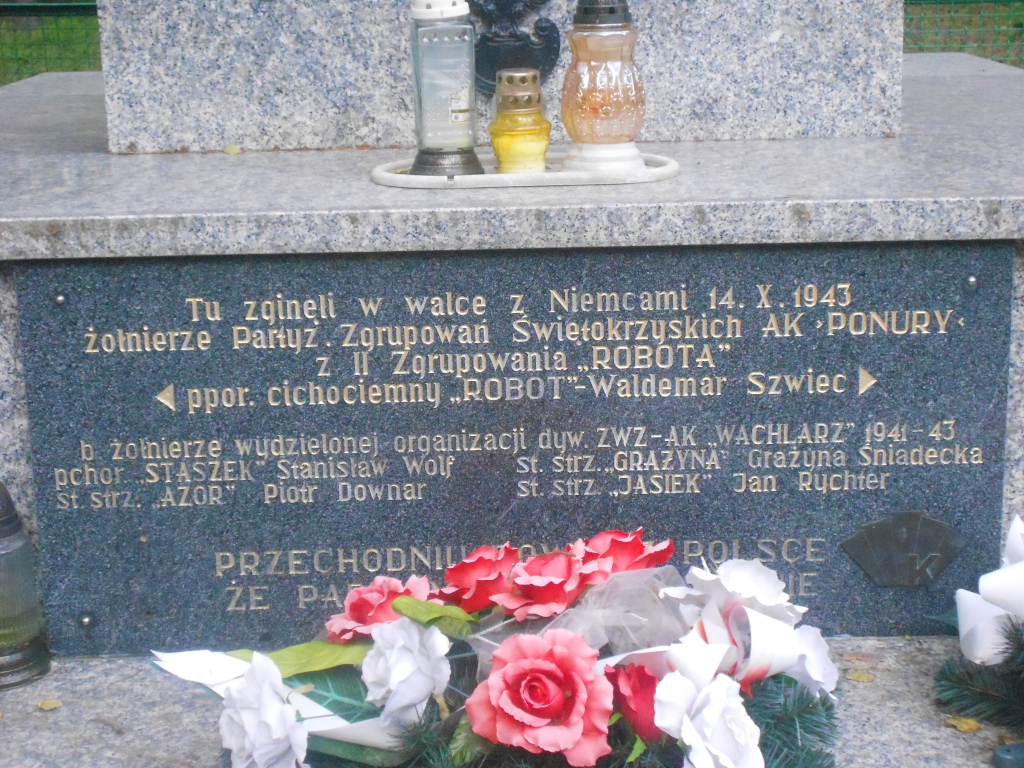 Tu zginęli w walce z Niemcami 14. X. 1943
żołnierze Partyz. Zgrupowań Świętokrzyskich AK ›PONURY‹
z II Zgrupowania „ROBOTA”
ppor. cichociemny „ROBOT”-Waldemar Szwiec
b. żołnierze wydzielonej organizacji dyw. ZWZ-AK „WACHLARZ” 1941-43
pchor. „STASZEK” Stanisław Wolf st. strz. „GRAŻYNA” Grażyna Śniadecka
st. strz. „AZOR” Piotr Downar st. strz. „JASIEK” Jan Rychter
PRZECHODNIU POLSCE
ŻE
K